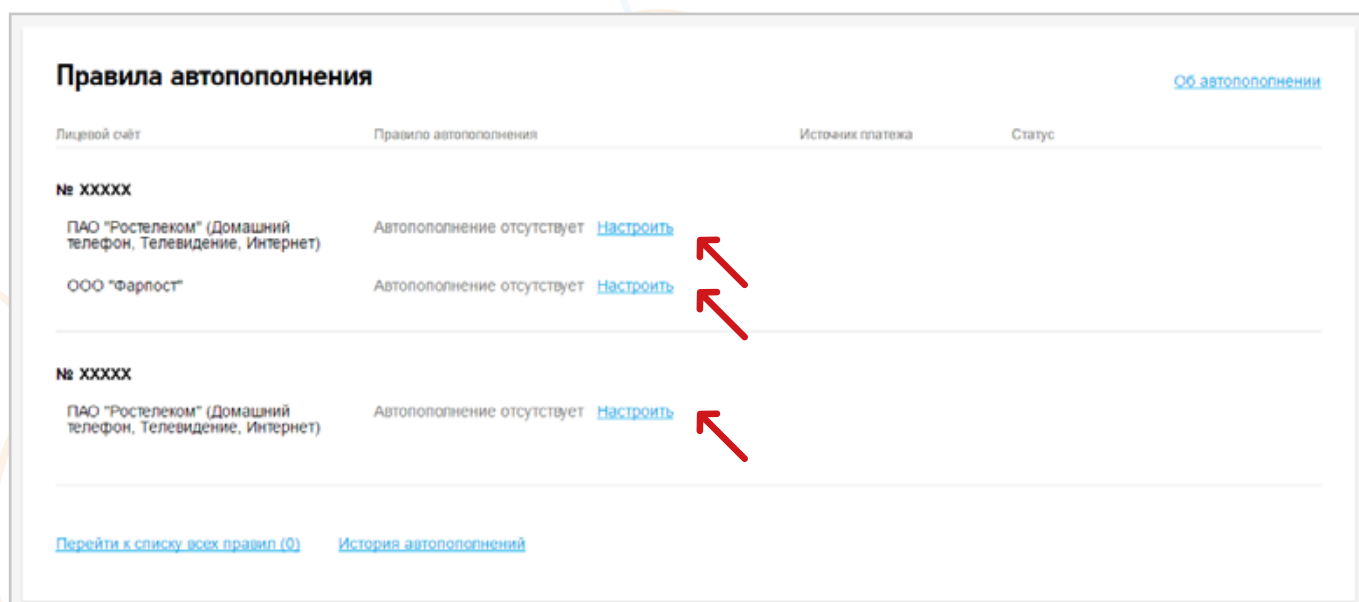 Правила автопополнения
Об автопополнении
Лицевой счёт Правило автопополнения Источник платежа Статус
№ XXXXX
ПАО "Ростелеком" (Домашний
телефон, Телевидение, Интернет)
Автопополнение отсутствует Настроить
ООО "Фарпост" Автопополнение отсутствует Настроить
№ XXXXX
ПАО "Ростелеком" (Домашний
телефон, Телевидение, Интернет)
Автопополнение отсутствует Настроить
Перейти к списку всех правил (0) История автопополнений